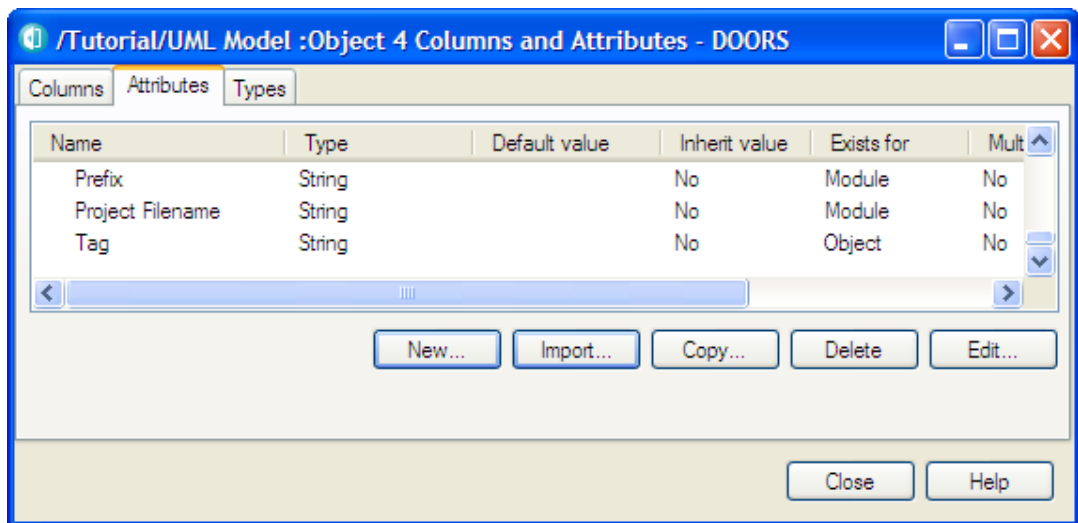 /Tutorial/UML Model :Object 4 Columns and Attributes - DOORS
Columns Attributes Types
Name Type Default value Inherit value Exists for Mult
Prefix String No Module No
Project Filename String No Module No
Tag String No Object No
New... Import... Copy... Delete Edit...
Close Help